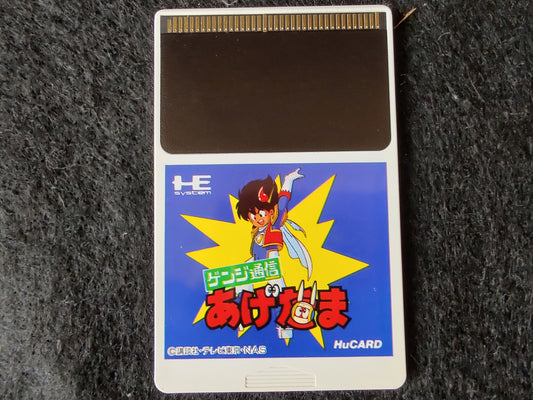 HE
system
ゲンジ通信
あげだま
HuCARD
©講談社・テレビ東京・NAS